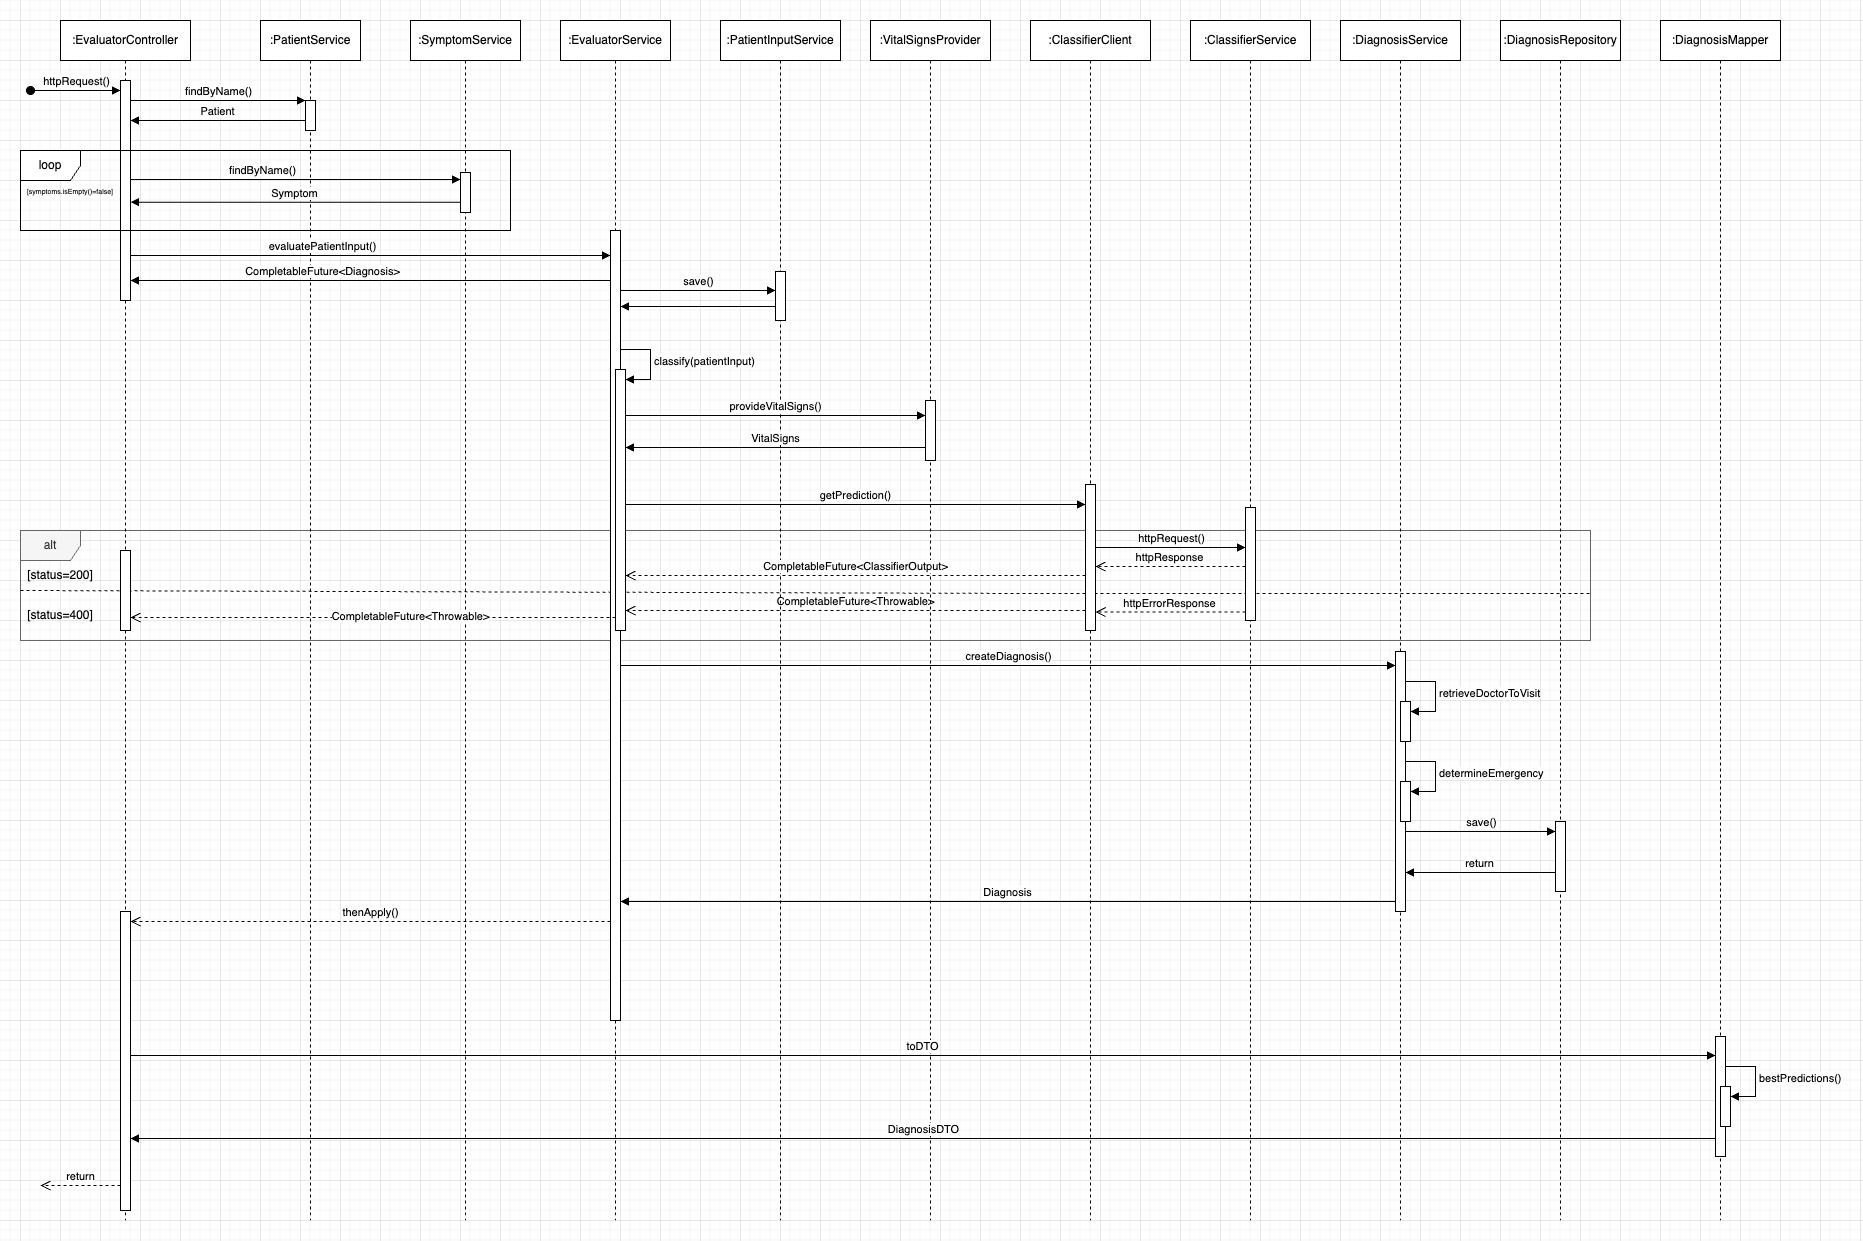 :EvaluatorController
:PatientService
:SymptomService
:EvaluatorService
:PatientInputService
:VitalSignsProvider
:ClassifierClient
:ClassifierService
:DiagnosisService
:DiagnosisRepository
:DiagnosisMapper
httpRequest()
findByName()
Patient
loop
findByName()
[symptoms.isEmpty()=false]
Symptom
evaluatePatientInput()
CompletableFuture<Diagnosis>
save()
classify(patientInput)
provideVitalSigns()
VitalSigns
getPrediction()
alt
httpRequest()
httpResponse
CompletableFuture<ClassifierOutput>
[status=200]
CompletableFuture<Throwable>
httpErrorResponse
[status=400]
CompletableFuture<Throwable>
createDiagnosis()
retrieveDoctorToVisit
determineEmergency
save()
return
Diagnosis
thenApply()
toDTO
bestPredictions()
DiagnosisDTO
return